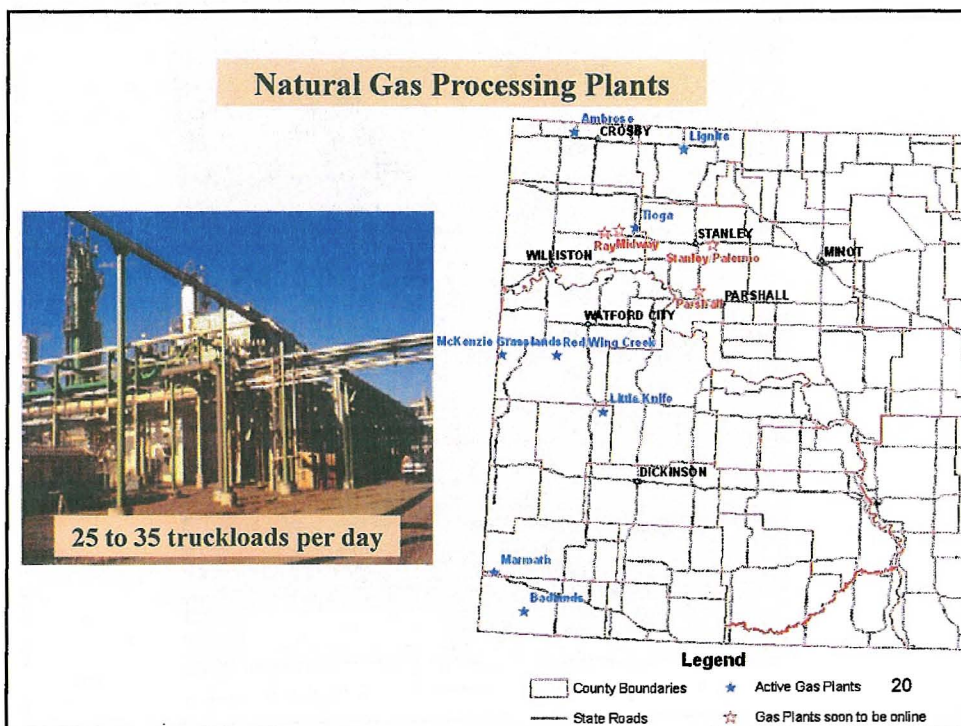 Natural Gas Processing Plants
Ambrose
CROSBY
Lignite
Tioga
Ray Midway
STANLEY
Stanley Palermo
MINOT
WILLISTON
Parshall PARSHALL
WATFORD CITY
McKenzie Grasslands Red Wing Creek
Little Knife
DICKINSON
25 to 35 truckloads per day
Marmath
Badlands
Legend
County Boundaries
Active Gas Plants
20
State Roads
Gas Plants soon to be online